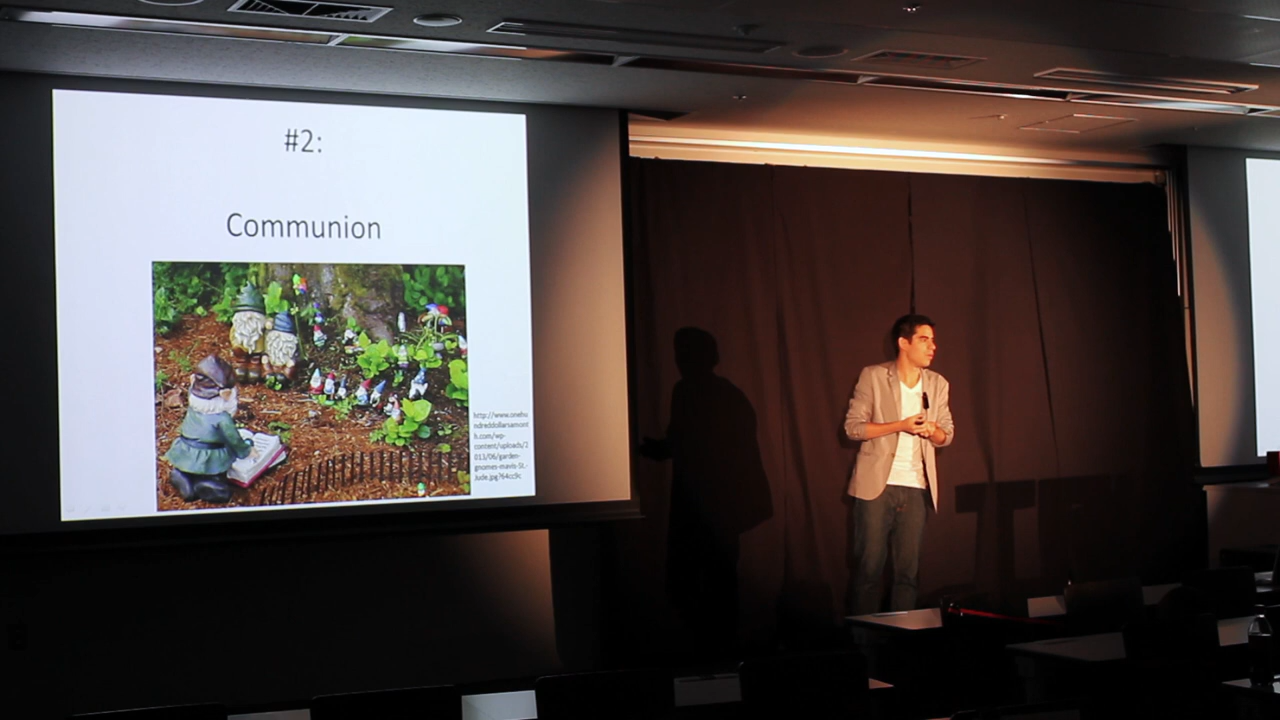 #2:
Communion
http://www.onehu
ndreddollarsamont
h.com/wp-
content/uploads/2
013/06/garden-
gnomes-mavis-St.-
Jude.jpg?64cc9c